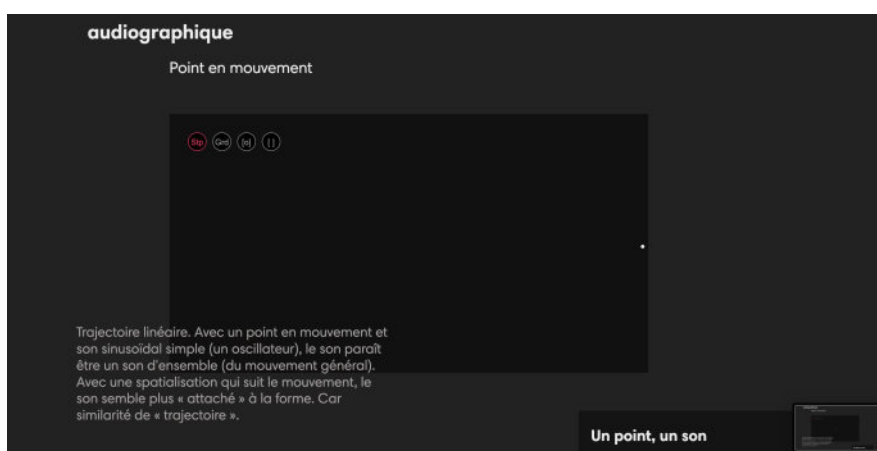 audiographique
Point en mouvement
Stp Grd [o] [ ]
Trajectoire linéaire. Avec un point en mouvement et
son sinusoïdal simple (un oscillateur), le son paraît
être un son d'ensemble (du mouvement général).
Avec une spatialisation qui suit le mouvement, le
son semble plus « attaché » à la forme. Car
similarité de « trajectoire ».
Un point, un son